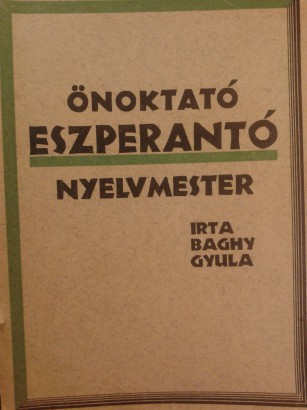 ÖNOKTATÓ
ESZPERANTÓ
NYELVMESTER
IRTA
BAGHY
GYULA